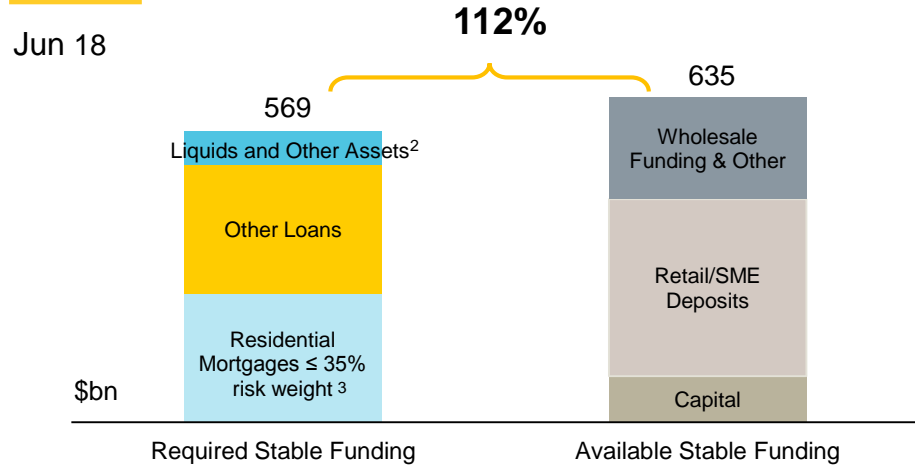 112%
Jun 18
569
635
Liquids and Other Assets2
Wholesale
Funding & Other
Other Loans
Retail/SME
Deposits
Residential
Mortgages ≤ 35%
risk weight 3
$bn
Capital
Required Stable Funding
Available Stable Funding